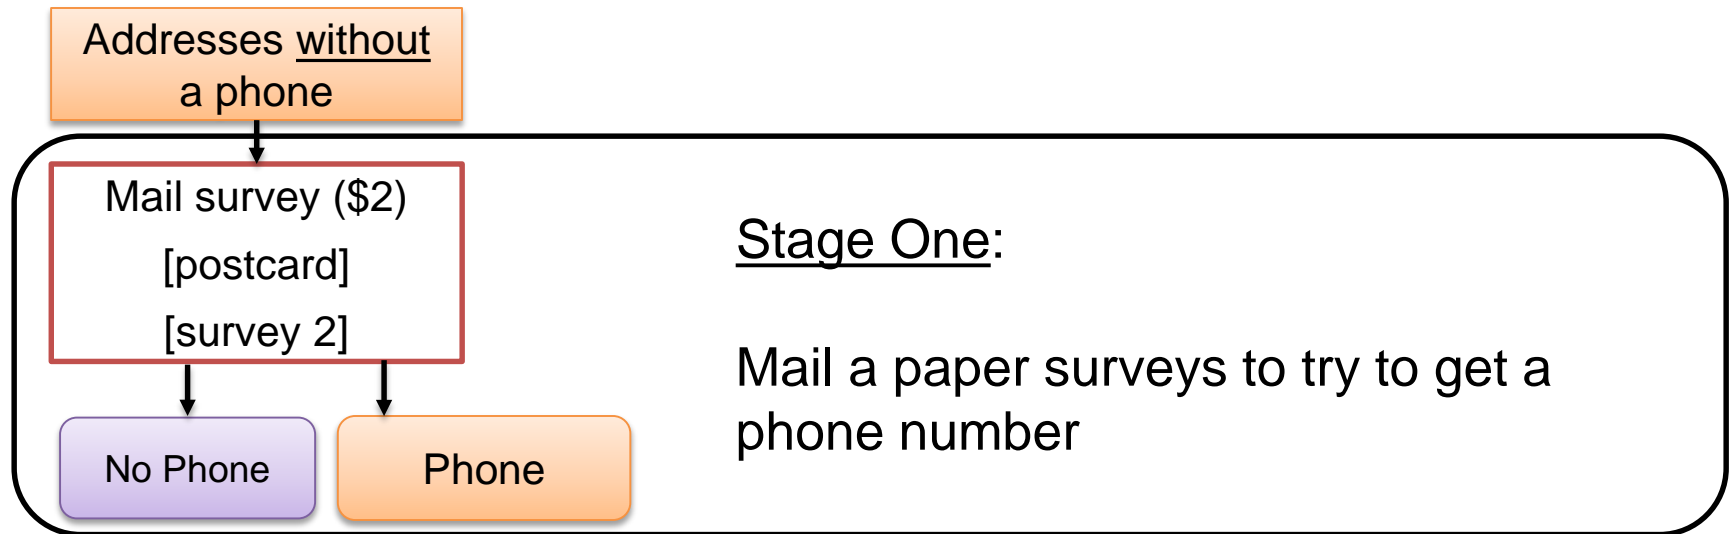 Addresses without
a phone
Mail survey ($2)
[postcard]
[survey 2]
No Phone
Phone
Stage One:
Mail a paper surveys to try to get a
phone number